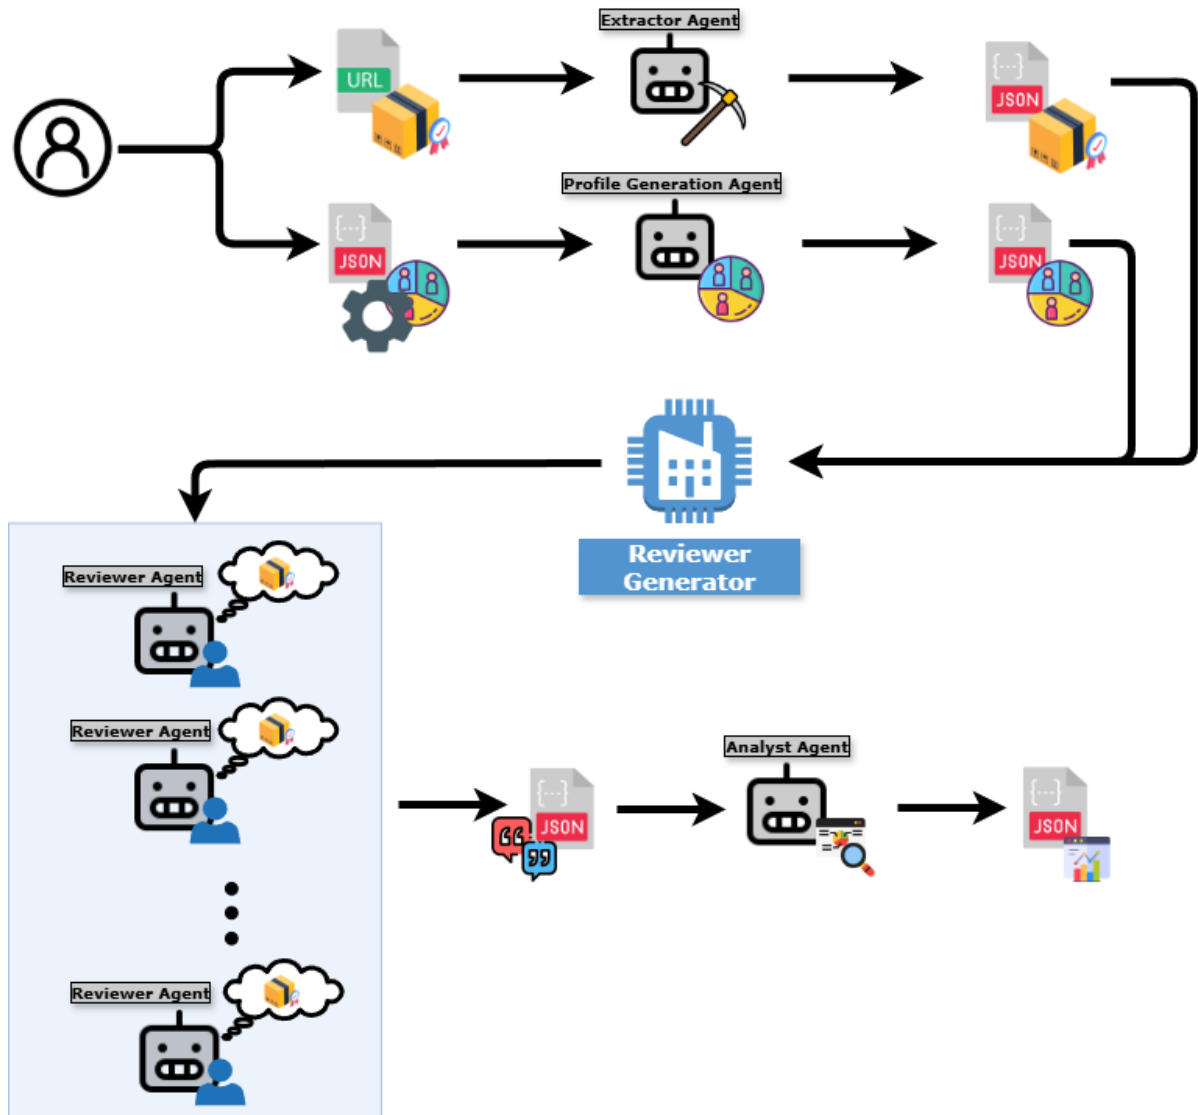 Extractor Agent
URL
JSON
Profile Generation Agent
{...}
JSON
{...}
JSON
Reviewer
Generator
Reviewer Agent
Reviewer Agent
Analyst Agent
{...}
JSON
{...}
JSON
Reviewer Agent